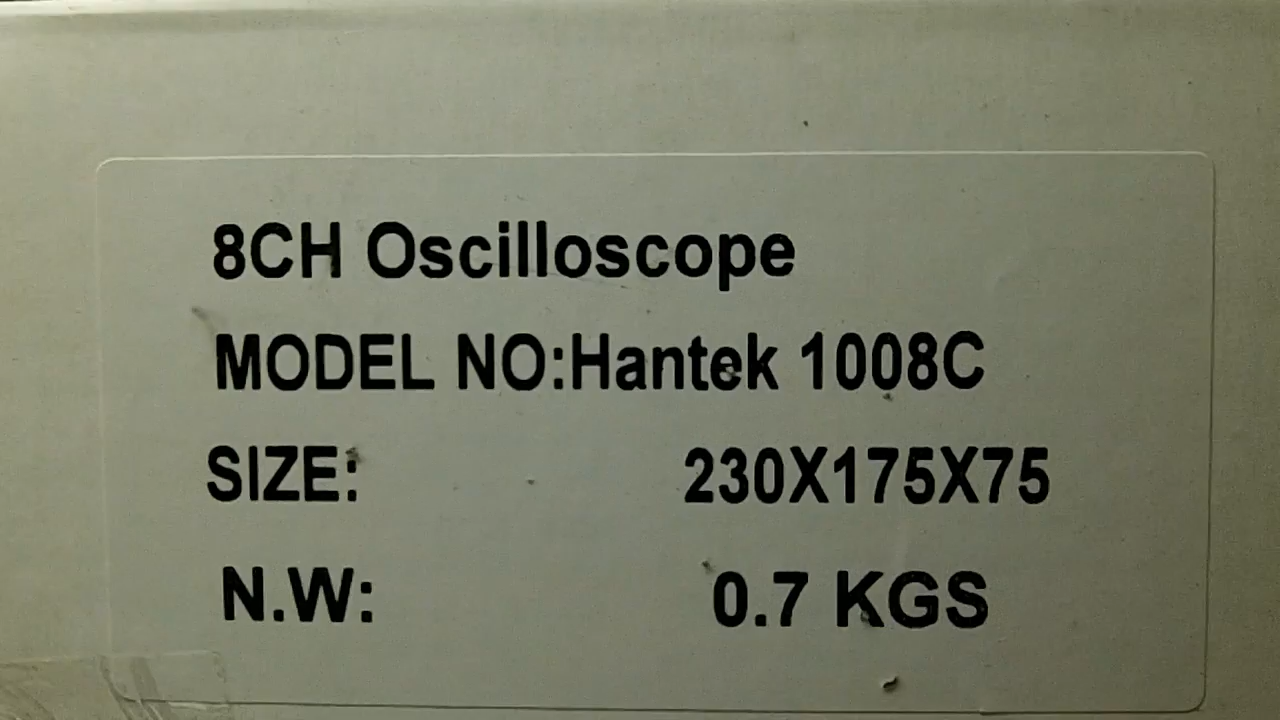 8CH Oscilloscope
MODEL NO:Hantek 1008C
SIZE: 230X175X75
N.W: 0.7 KGS